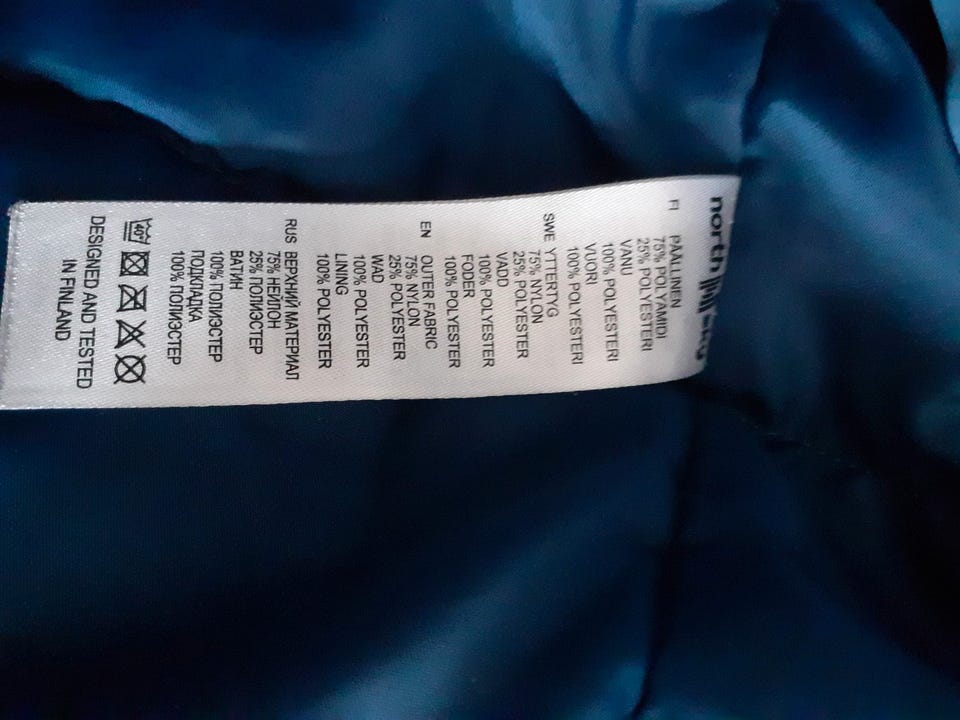 north
FI PÄÄLLINEN
75% POLYAMIDI
25% POLYESTERI
VANU
100% POLYESTERI
VUORI
100% POLYESTERI
SWE YTTERTYG
75% NYLON
25% POLYESTER
VADD
100% POLYESTER
FODER
100% POLYESTER
EN OUTER FABRIC
75% NYLON
25% POLYESTER
WAD
100% POLYESTER
LINING
100% POLYESTER
RUS ВЕРХНИЙ МАТЕРИАЛ
75% НЕЙЛОН
25% ПОЛИЭСТЕР
ВАТИН
100% ПОЛИЭСТЕР
ПОДКЛАДКА
100% ПОЛИЭСТЕР
40°
DESIGNED AND TESTED
IN FINLAND